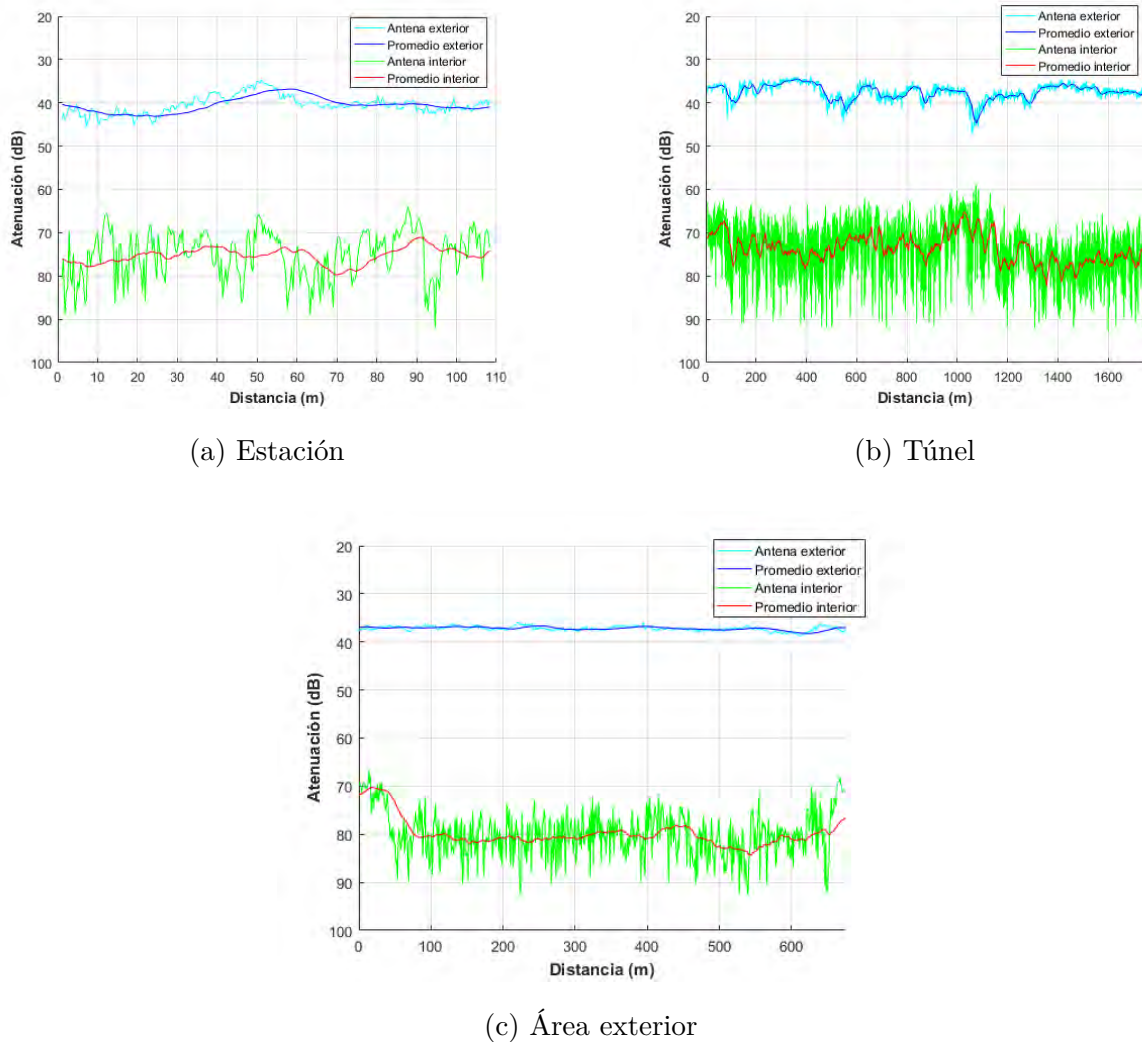 20
30
40
50
60
70
80
90
100
Atenuación (dB)
0 10 20 30 40 50 60 70 80 90 100 110
Distancia (m)
Antena exterior
Promedio exterior
Antena interior
Promedio interior
(a) Estación
20
30
40
50
60
70
80
90
100
Atenuación (dB)
0 200 400 600 800 1000 1200 1400 1600
Distancia (m)
Antena exterior
Promedio exterior
Antena interior
Promedio interior
(b) Túnel
20
30
40
50
60
70
80
90
100
Atenuación (dB)
0 100 200 300 400 500 600
Distancia (m)
Antena exterior
Promedio exterior
Antena interior
Promedio interior
(c) Área exterior